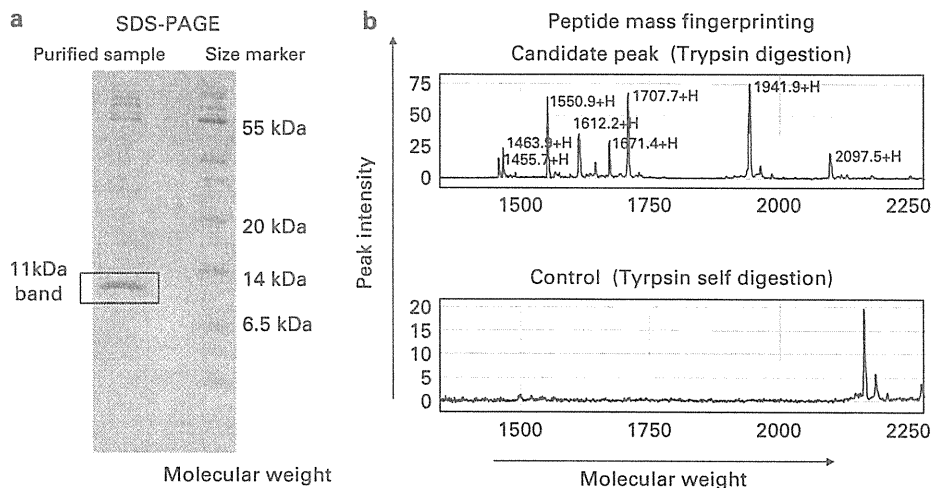 a
SDS-PAGE
Purified sample Size marker
55 kDa
20 kDa
14 kDa
6.5 kDa
11kDa
band
Molecular weight
b
Peptide mass fingerprinting
Candidate peak (Trypsin digestion)
Peak intensity
75
50
25
0
1463.9+H
1455.7+H
1550.9+H
1612.2+H
1671.4+H
1707.7+H
1941.9+H
2097.5+H
1500 1750 2000 2250
Control (Tyrpsin self digestion)
20
15
10
5
0
1500 1750 2000 2250
Molecular weight